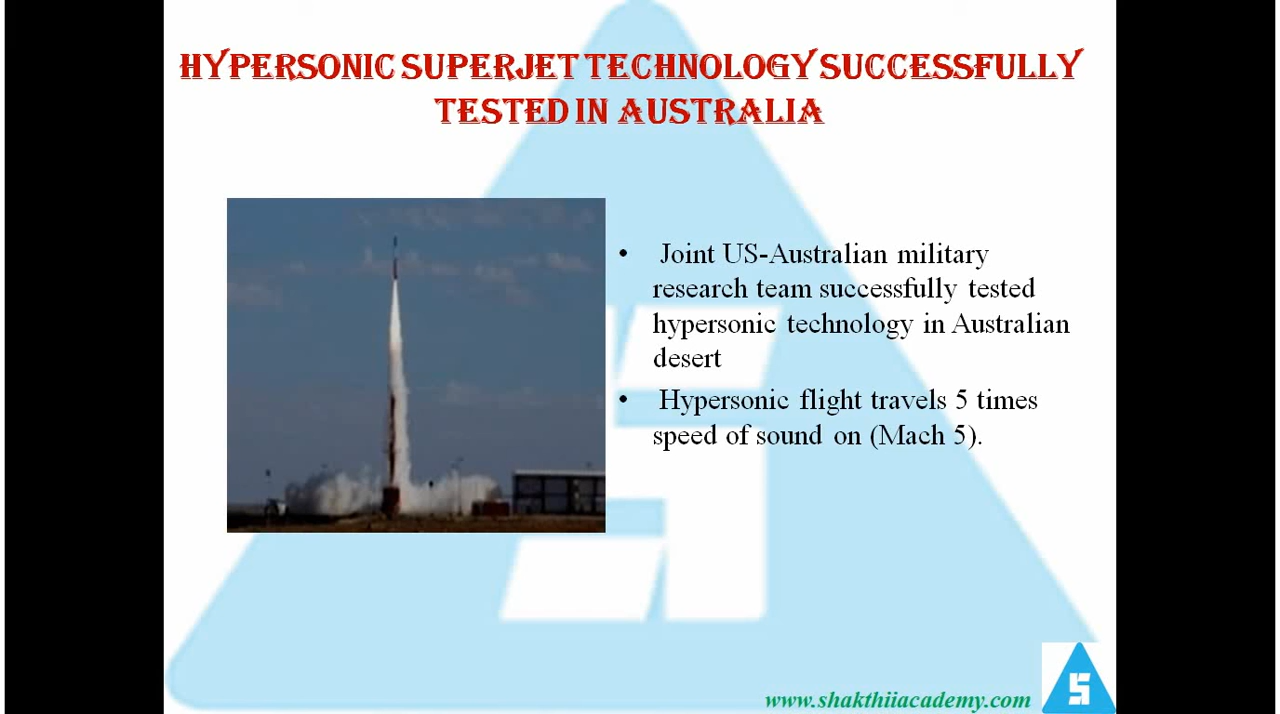 HYPERSONIC SUPERJET TECHNOLOGY SUCCESSFULLY
TESTED IN AUSTRALIA
• Joint US-Australian military
research team successfully tested
hypersonic technology in Australian
desert
• Hypersonic flight travels 5 times
speed of sound on (Mach 5).
www.shakthiiacademy.com